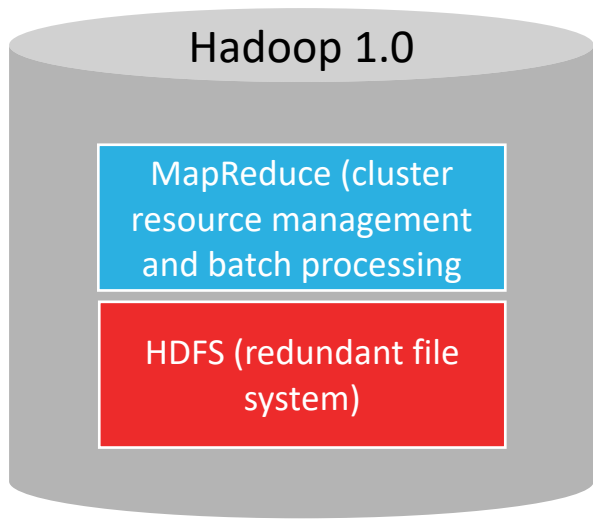 Hadoop 1.0
MapReduce (cluster
resource management
and batch processing
HDFS (redundant file
system)